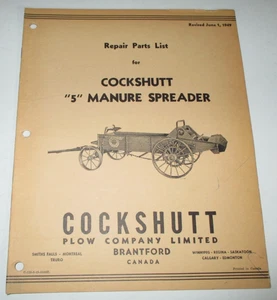 Revised June 1,
Repair Parts List
for
COCKSHUTT
"5" MANURE SPREADER
COCKSHUTT
PLOW COMPANY LIMITED
SMITHS FALLS - MONTREAL
TRURO.
BRANTFORD
CANADA
WINNIPEG - REGINA - SASKATOON
CALGARY - EDMONTON